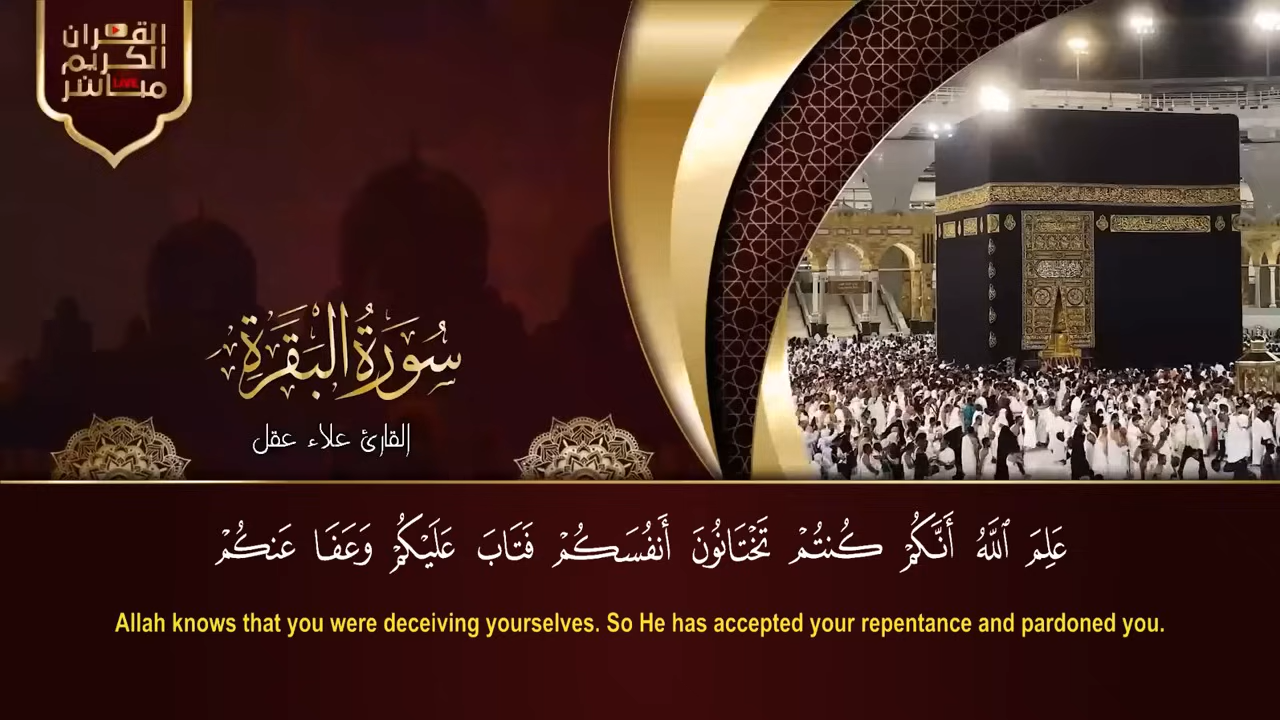 القرآن
الكريم
LIVE
مباشر
سُورَةُ البَقَرَةِ
القارئ علاء عقل
عَلِمَ ٱللَّهُ أَنَّكُمْ كُنتُمْ تَخْتَانُونَ أَنفُسَكُمْ فَتَابَ عَلَيْكُمْ وَعَفَا عَنكُمْ
Allah knows that you were deceiving yourselves. So He has accepted your repentance and pardoned you.